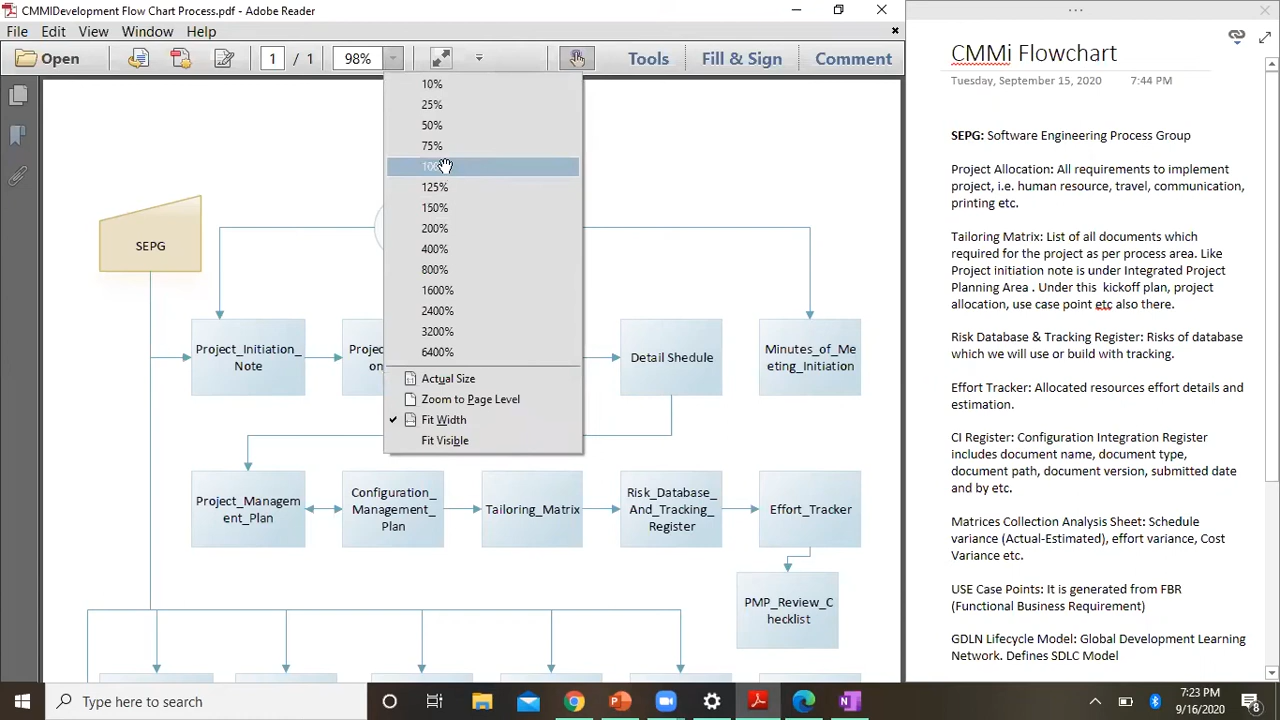 CMMIDevelopment Flow Chart Process.pdf - Adobe Reader
File Edit View Window Help
Open 1 / 1 98% Tools Fill & Sign Comment
10%
25%
50%
75%
125%
150%
200%
400%
800%
1600%
2400%
3200%
6400%
Actual Size
Zoom to Page Level
Fit Width
Fit Visible
SEPG
Project_Initiation_
Note
Detail Shedule
Minutes_of_Me
eting_Initiation
Project_Managem
ent_Plan
Configuration_
Management_
Plan
Tailoring_Matrix
Risk_Database_
And_Tracking_
Register
Effort_Tracker
PMP_Review_C
hecklist
CMMi Flowchart
Tuesday, September 15, 2020 7:44 PM
SEPG: Software Engineering Process Group
Project Allocation: All requirements to implement
project, i.e. human resource, travel, communication,
printing etc.
Tailoring Matrix: List of all documents which
required for the project as per process area. Like
Project initiation note is under Integrated Project
Planning Area . Under this kickoff plan, project
allocation, use case point etc also there.
Risk Database & Tracking Register: Risks of database
which we will use or build with tracking.
Effort Tracker: Allocated resources effort details and
estimation.
CI Register: Configuration Integration Register
includes document name, document type,
document path, document version, submitted date
and by etc.
Matrices Collection Analysis Sheet: Schedule
variance (Actual-Estimated), effort variance, Cost
Variance etc.
USE Case Points: It is generated from FBR
(Functional Business Requirement)
GDLN Lifecycle Model: Global Development Learning
Network. Defines SDLC Model
Type here to search
7:23 PM
9/16/2020
8